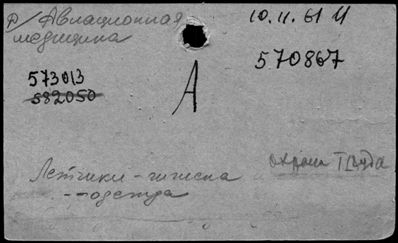 р/ Авиационная
медицина
10.11.61 И
570867
573013
582050
А
Летчики - гигиена
- одежда
охрана Труда